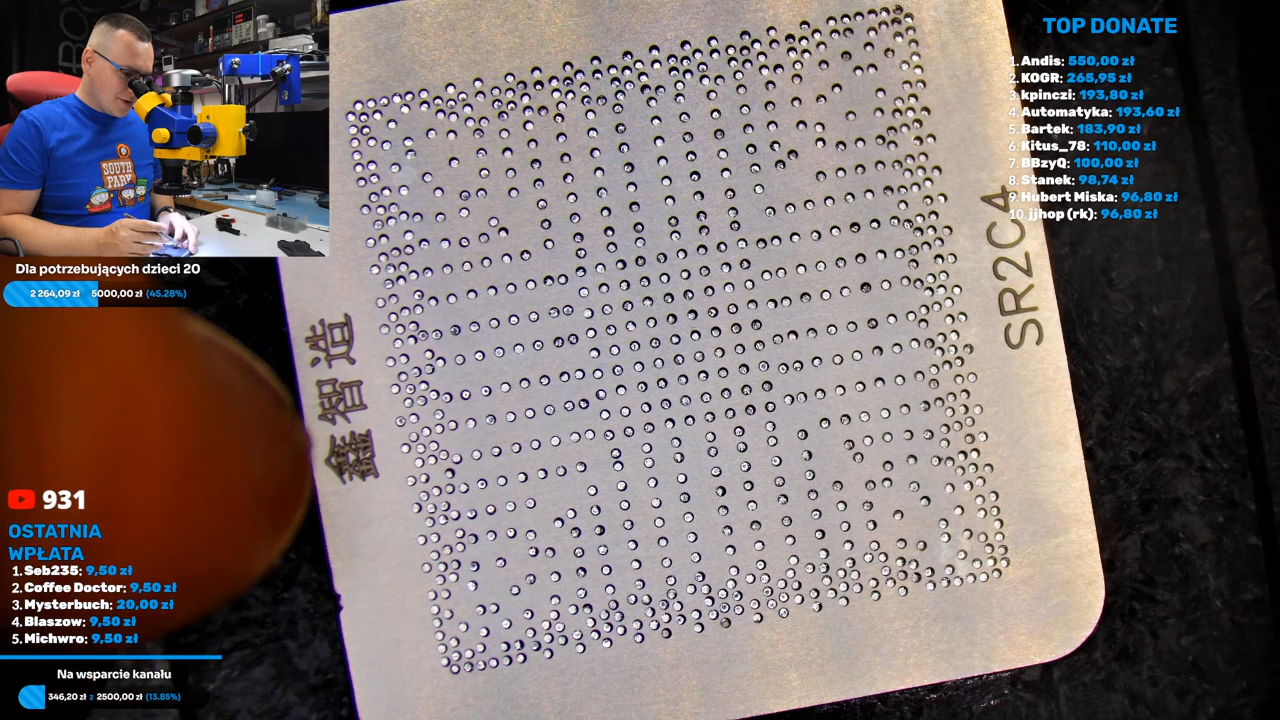 SOUTH
PARK
Dla potrzebujących dzieci 20
2 264,09 zł 5000,00 zł (45.28%)
931
OSTATNIA
WPŁATA
1. Seb235: 9,50 zł
2. Coffee Doctor: 9,50 zł
3. Mysterbuch: 20,00 zł
4. Blaszow: 9,50 zł
5. Michwro: 9,50 zł
Na wsparcie kanału
346,20 zł z 2500,00 zł (13.85%)
鑫智造
SR2C4
TOP DONATE
1. Andis: 550,00 zł
2. KOGR: 265,95 zł
3. kpinczi: 193,80 zł
4. Automatyka: 193,60 zł
5. Bartek: 183,90 zł
6. Kitus_78: 110,00 zł
7. BBzyQ: 100,00 zł
8. Stanek: 98,74 zł
9. Hubert Miska: 96,80 zł
10. jjhop (rk): 96,80 zł